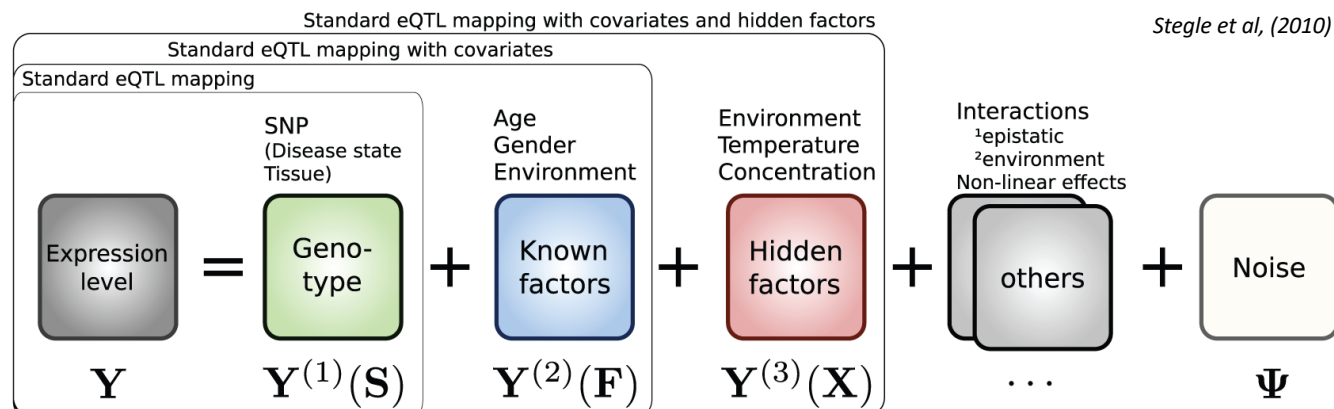 Standard eQTL mapping with covariates and hidden factors
Stegle et al, (2010)
Standard eQTL mapping with covariates
Standard eQTL mapping
SNP
(Disease state
Tissue)
Age
Gender
Environment
Environment
Temperature
Concentration
Interactions
¹epistatic
²environment
Non-linear effects
Expression
level
=
Geno-
type
+
Known
factors
+
Hidden
factors
+
others
+
Noise
Y
Y⁽¹⁾(S)
Y⁽²⁾(F)
Y⁽³⁾(X)
...
Ψ